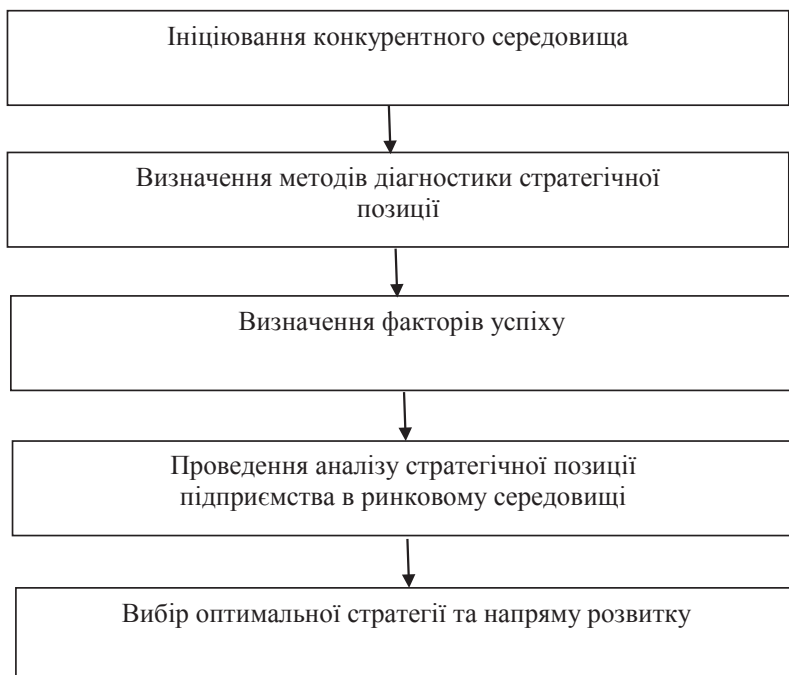 Ініціювання конкурентного середовища
Визначення методів діагностики стратегічної
позиції
Визначення факторів успіху
Проведення аналізу стратегічної позиції
підприємства в ринковому середовищі
Вибір оптимальної стратегії та напряму розвитку